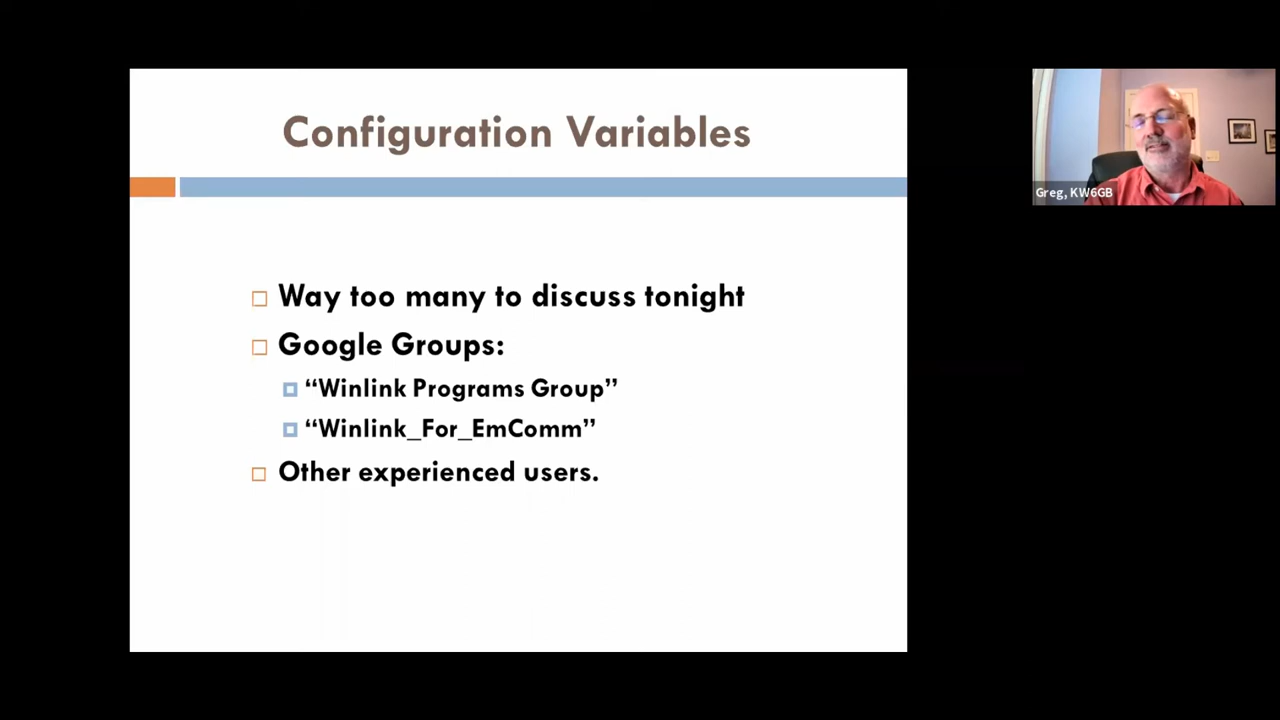 Configuration Variables
Greg, KW6GB
Way too many to discuss tonight
Google Groups:
“Winlink Programs Group”
“Winlink_For_EmComm”
Other experienced users.